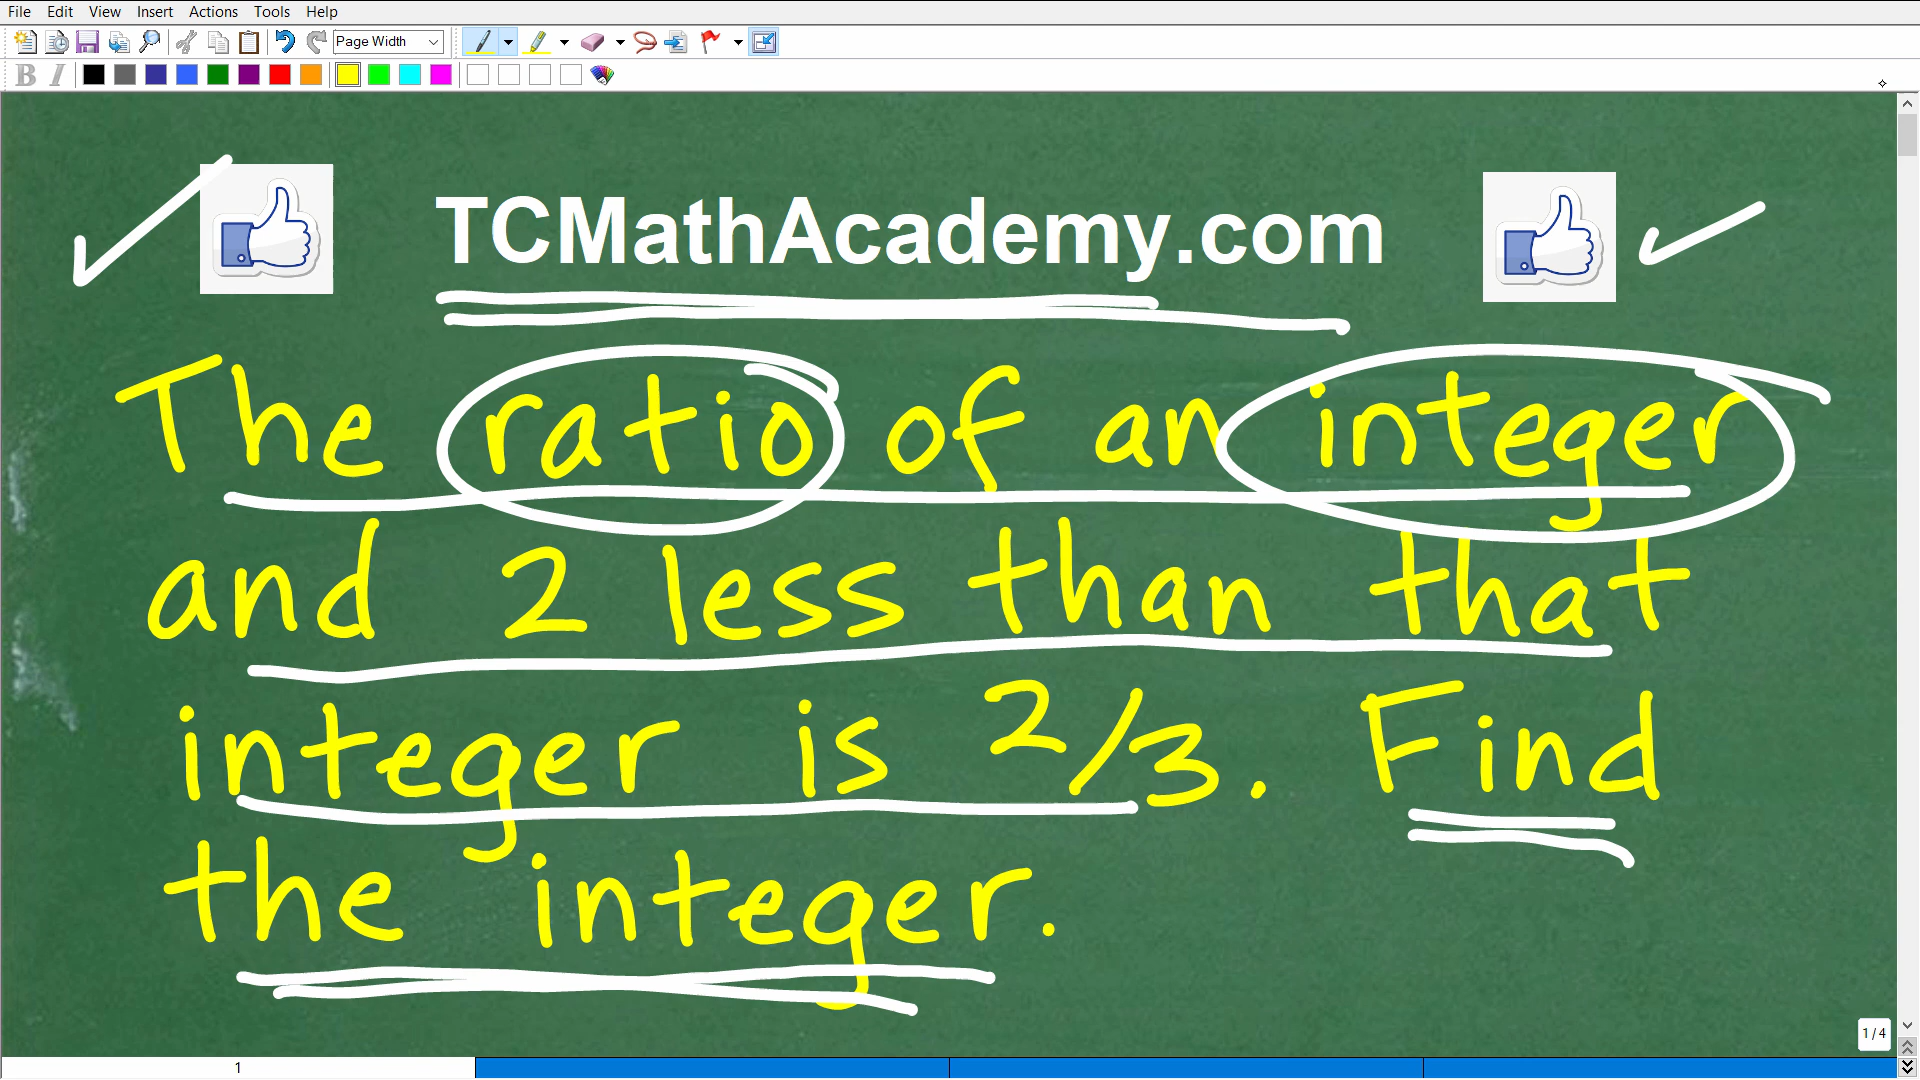 File Edit View Insert Actions Tools Help
Page Width
B I
TCMathAcademy.com
The ratio of an integer
and 2 less than that
integer is 2/3. Find
the integer.
1 / 4
1